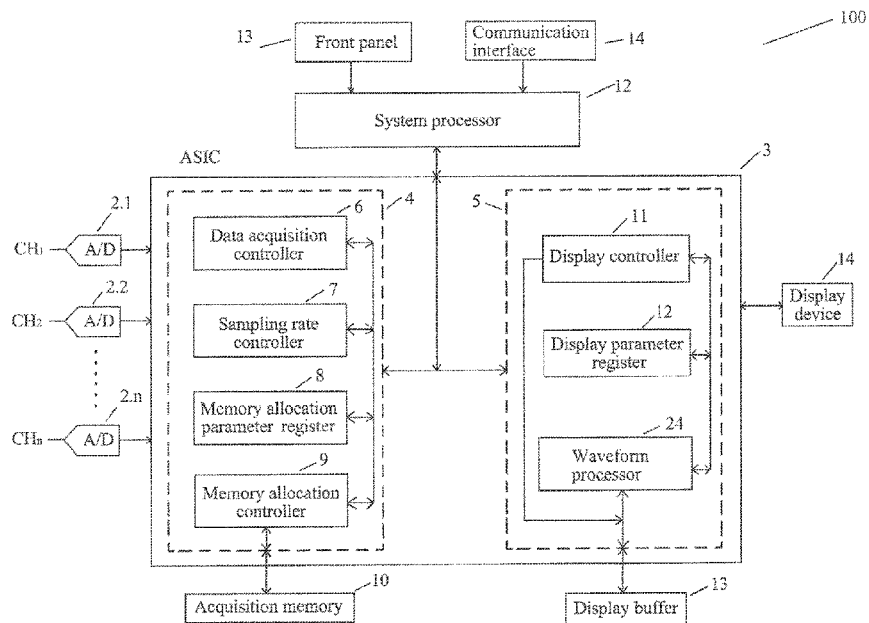 100
13
Front panel
Communication
interface
14
12
System processor
ASIC
3
4
5
2.1
CH1
A/D
2.2
CH2
A/D
2.n
CHn
A/D
6
Data acquisition
controller
7
Sampling rate
controller
8
Memory allocation
parameter register
9
Memory allocation
controller
11
Display controller
12
Display parameter
register
24
Waveform
processor
14
Display
device
10
Acquisition memory
13
Display buffer